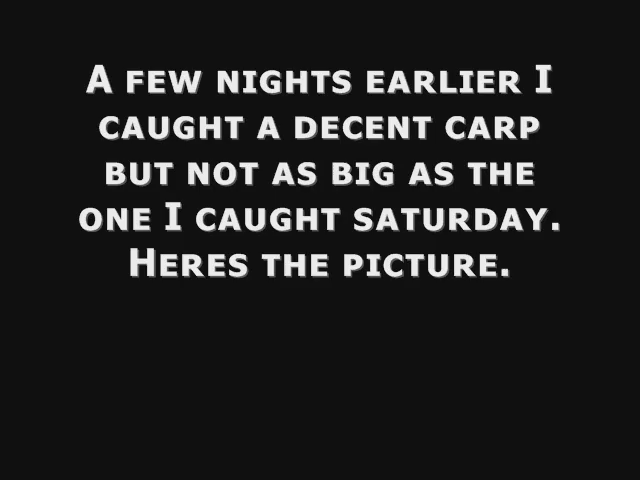 A few nights earlier I
caught a decent carp
but not as big as the
one I caught saturday.
Heres the picture.